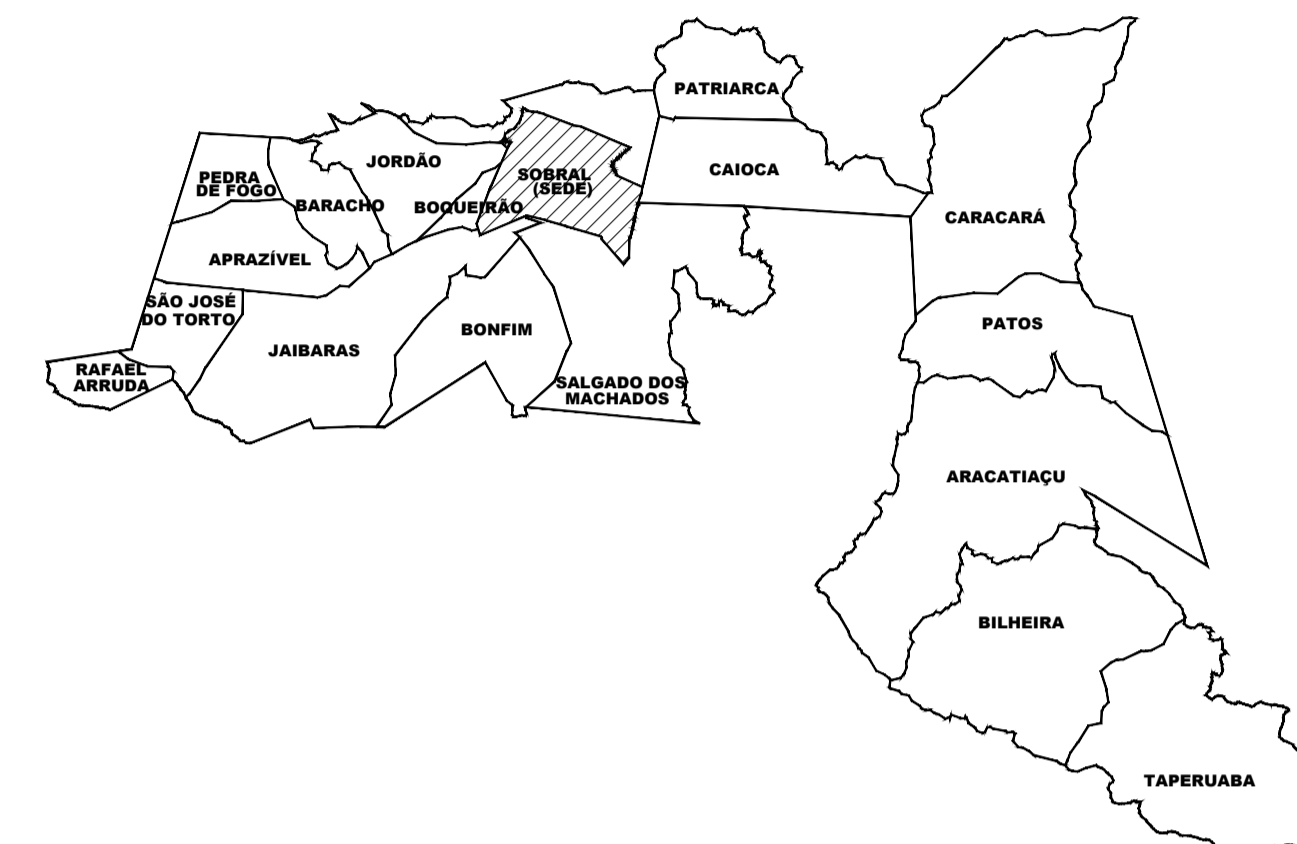 PATRIARCA
JORDÃO
CAIOCA
SOBRAL
(SEDE)
PEDRA
DE FOGO
BARACHO
BOQUEIRÃO
CARACARÁ
APRAZÍVEL
SÃO JOSÉ
DO TORTO
PATOS
BONFIM
JAIBARAS
RAFAEL
ARRUDA
SALGADO DOS
MACHADOS
ARACATIAÇU
BILHEIRA
TAPERUABA